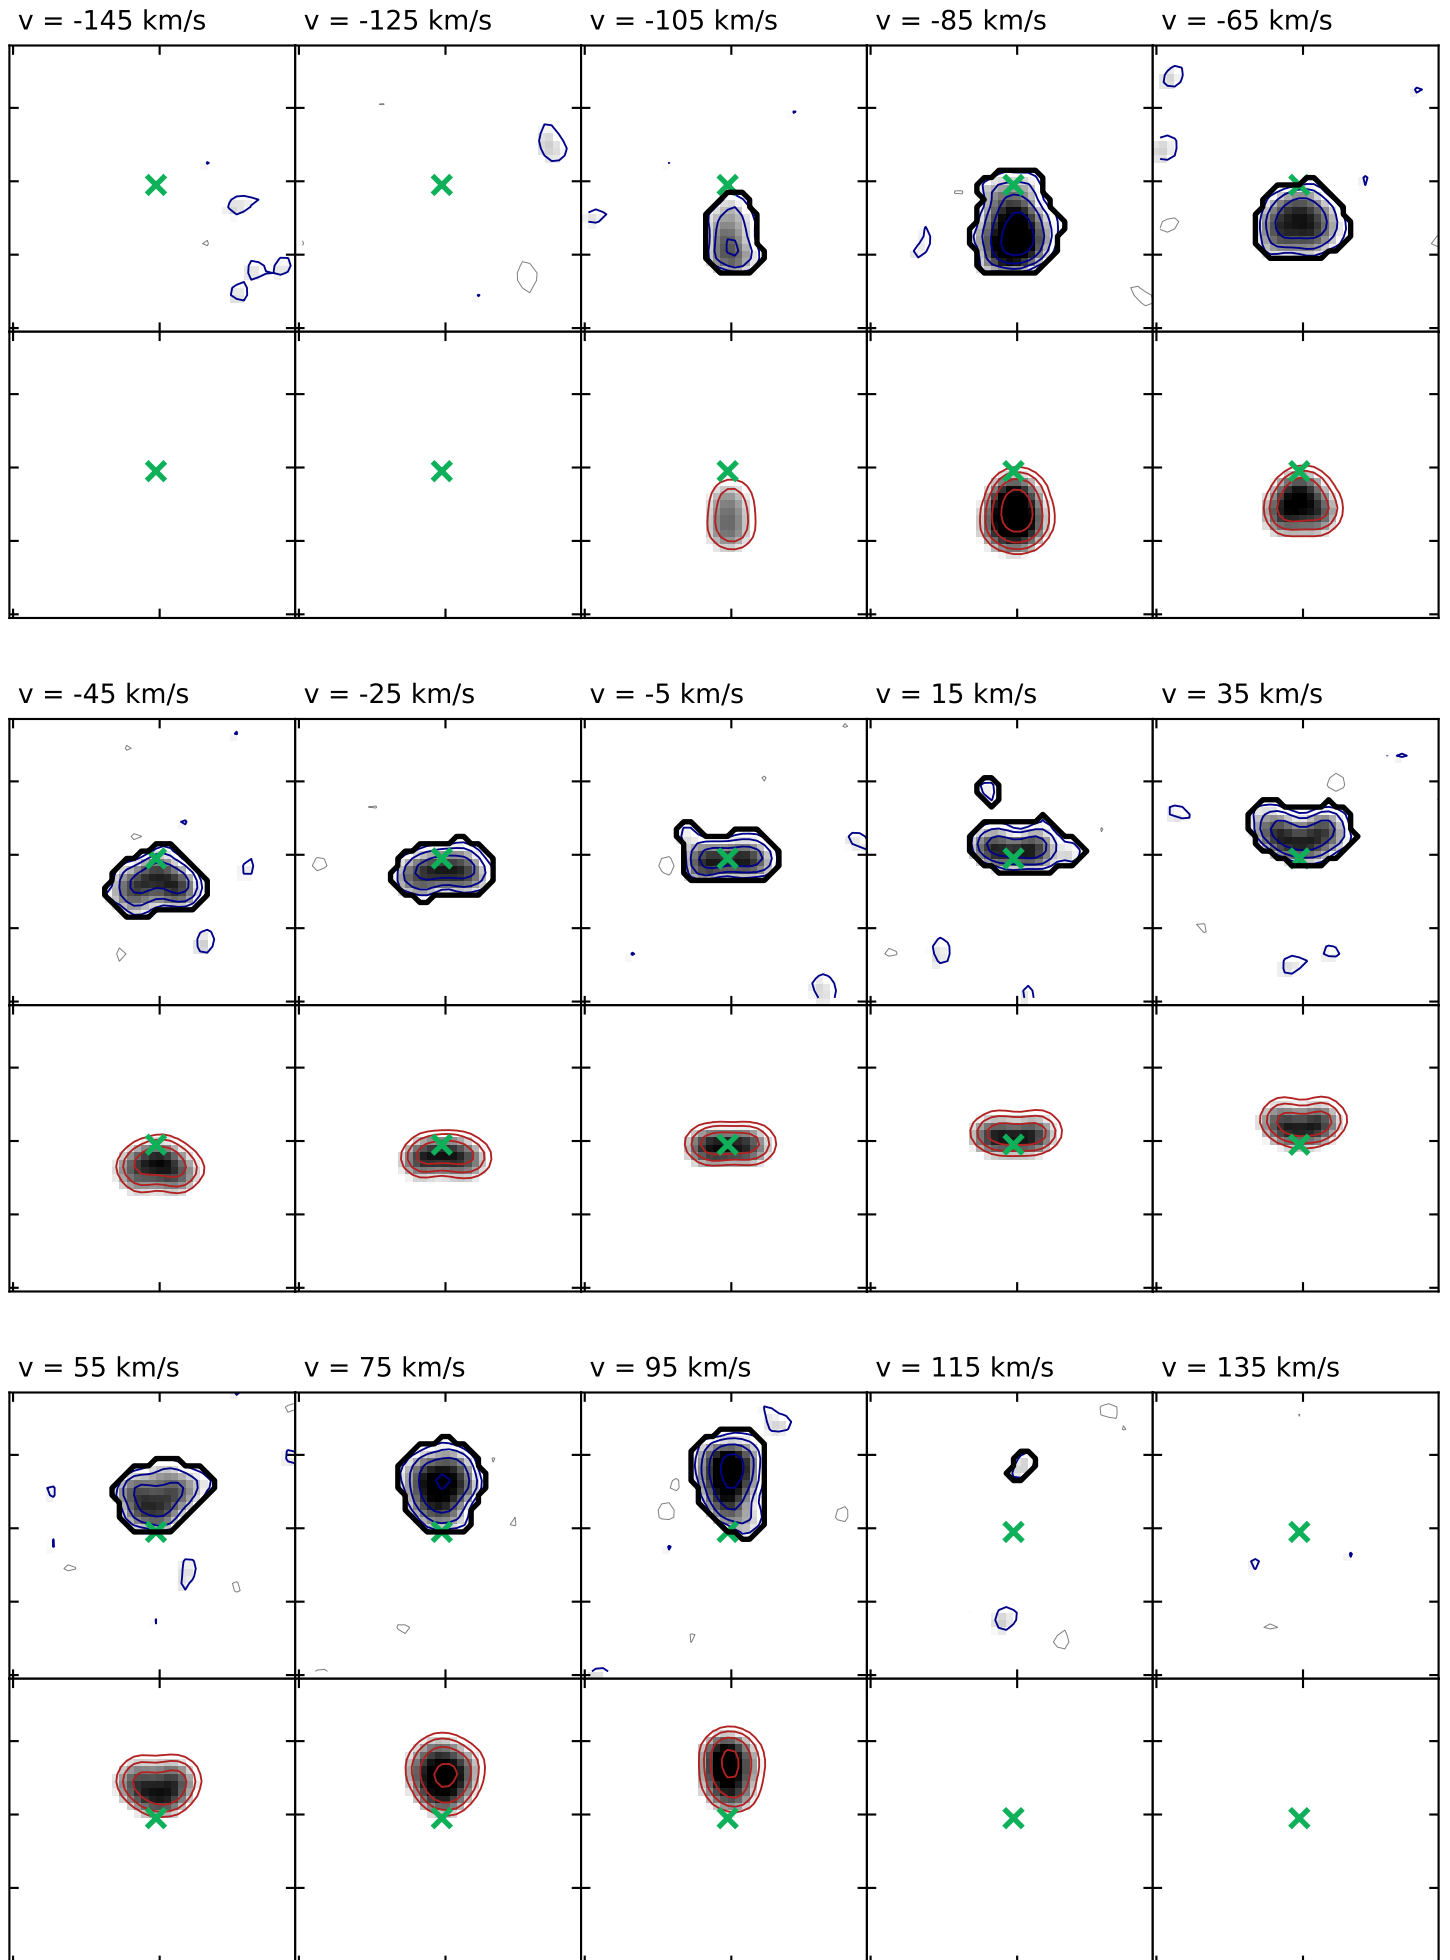 v = -145 km/s v = -125 km/s v = -105 km/s v = -85 km/s v = -65 km/s
v = -45 km/s v = -25 km/s v = -5 km/s v = 15 km/s v = 35 km/s
v = 55 km/s v = 75 km/s v = 95 km/s v = 115 km/s v = 135 km/s